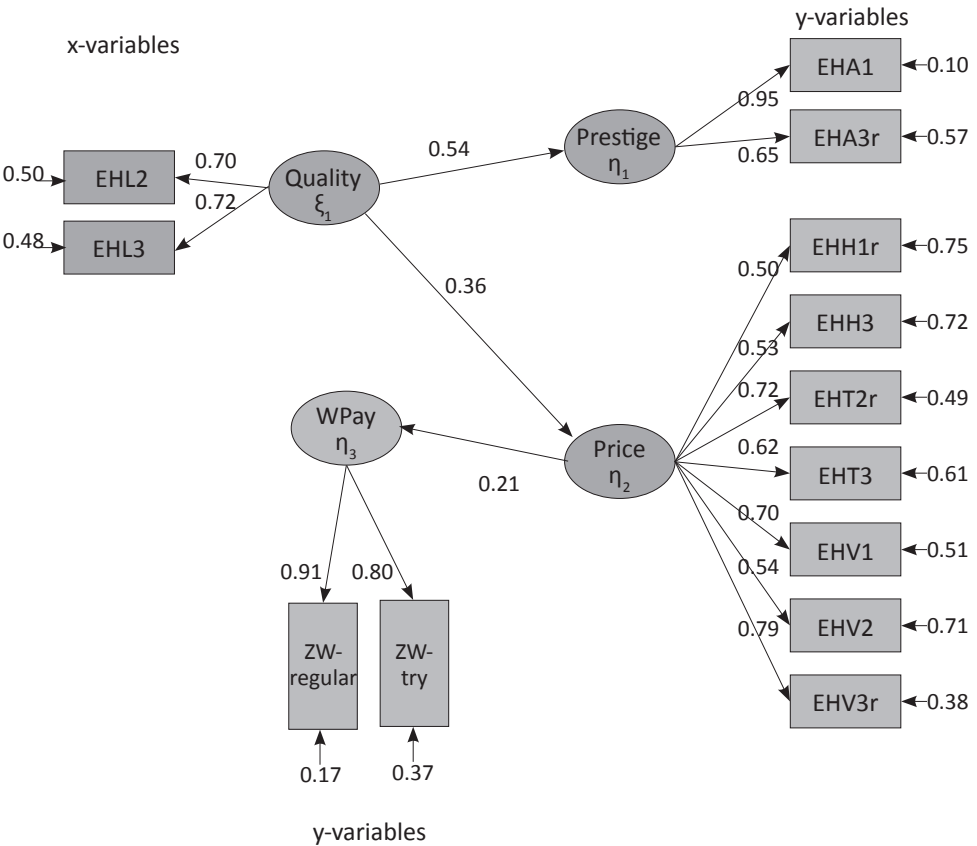 y-variables
x-variables
EHA1
0.10
0.95
Prestige
η1
EHA3r
0.57
0.65
0.54
0.50
EHL2
0.70
Quality
ξ1
0.72
0.48
EHL3
EHH1r
0.75
0.50
0.36
EHH3
0.72
0.53
EHT2r
0.49
0.72
WPay
η3
0.62
Price
η2
EHT3
0.61
0.21
0.70
EHV1
0.51
0.54
0.91
0.80
EHV2
0.71
0.79
ZW-
regular
ZW-
try
EHV3r
0.38
0.17
0.37
y-variables